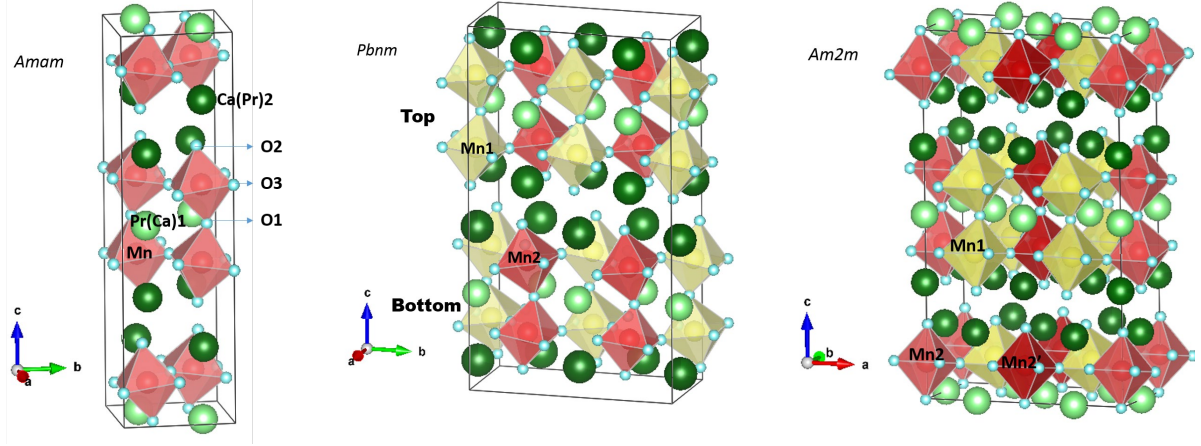 Amam
Ca(Pr)2
O2
O3
Pr(Ca)1
O1
Mn
c
b
a
Pbnm
Top
Mn1
Mn2
Bottom
c
b
a
Am2m
Mn1
Mn2
Mn2'
c
b
a